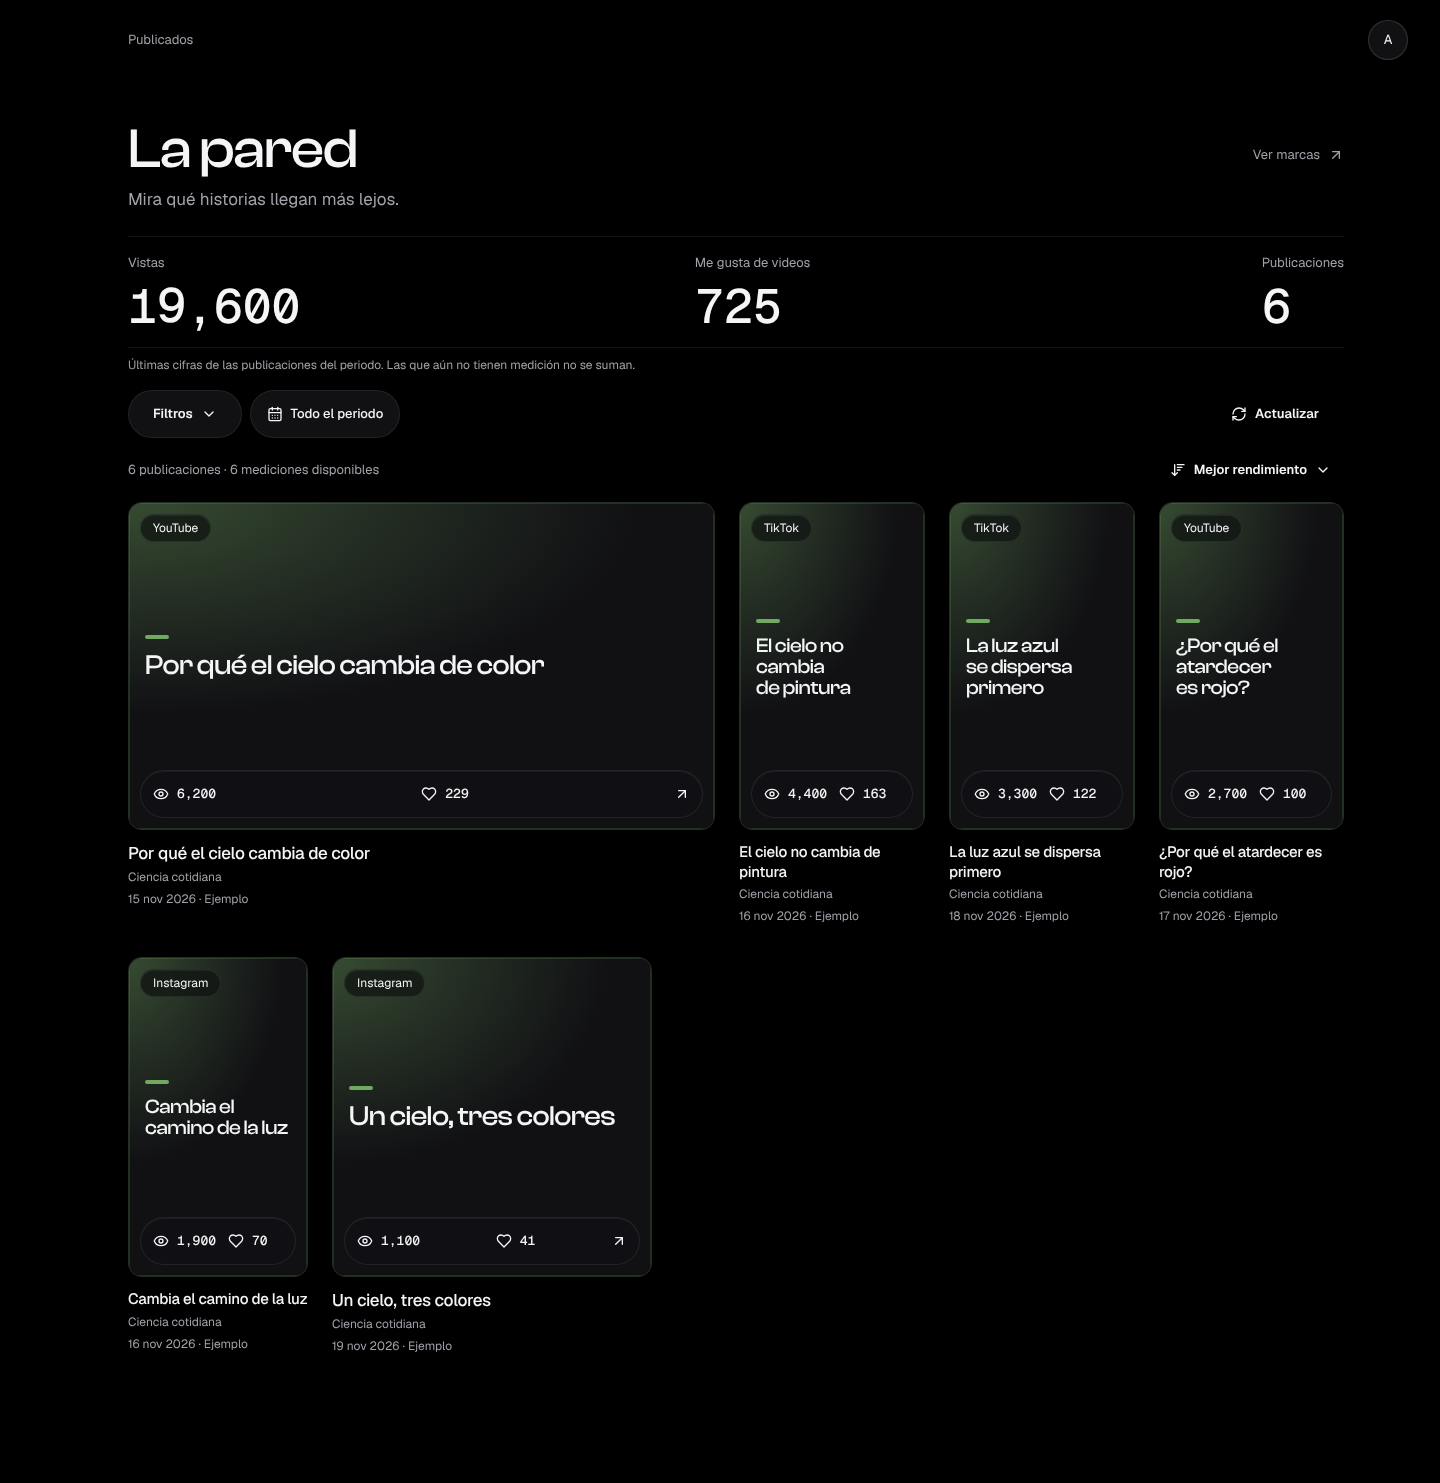 Publicados
A
La pared
Ver marcas
Mira qué historias llegan más lejos.
Vistas
Me gusta de videos
Publicaciones
19,600
725
6
Últimas cifras de las publicaciones del periodo. Las que aún no tienen medición no se suman.
Filtros
Todo el periodo
Actualizar
6 publicaciones · 6 mediciones disponibles
Mejor rendimiento
YouTube
Por qué el cielo cambia de color
6,200
229
Por qué el cielo cambia de color
Ciencia cotidiana
15 nov 2026 · Ejemplo
TikTok
El cielo no
cambia
de pintura
4,400
163
El cielo no cambia de
pintura
Ciencia cotidiana
16 nov 2026 · Ejemplo
TikTok
La luz azul
se dispersa
primero
3,300
122
La luz azul se dispersa
primero
Ciencia cotidiana
18 nov 2026 · Ejemplo
YouTube
¿Por qué el
atardecer
es rojo?
2,700
100
¿Por qué el atardecer es
rojo?
Ciencia cotidiana
17 nov 2026 · Ejemplo
Instagram
Cambia el
camino de la luz
1,900
70
Cambia el camino de la luz
Ciencia cotidiana
16 nov 2026 · Ejemplo
Instagram
Un cielo, tres colores
1,100
41
Un cielo, tres colores
Ciencia cotidiana
19 nov 2026 · Ejemplo